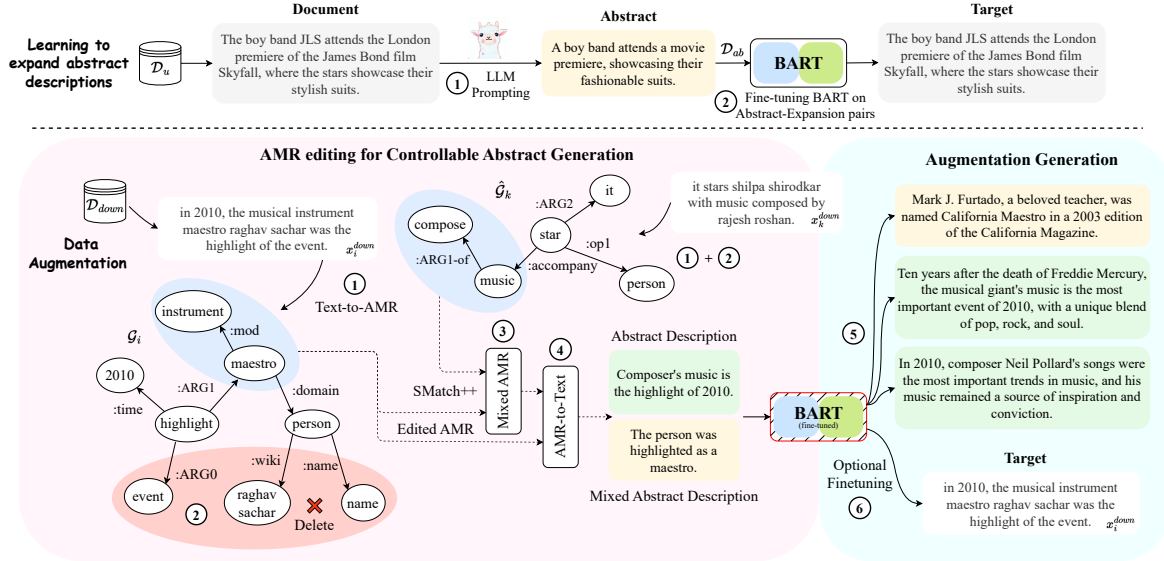 Document
Abstract
Target
Learning to
expand abstract
descriptions
𝒟u
The boy band JLS attends the London
premiere of the James Bond film
Skyfall, where the stars showcase their
stylish suits.
1
LLM
Prompting
A boy band attends a movie
premiere, showcasing their
fashionable suits.
𝒟ab
BART
2
Fine-tuning BART on
Abstract-Expansion pairs
The boy band JLS attends the London
premiere of the James Bond film
Skyfall, where the stars showcase their
stylish suits.
AMR editing for Controllable Abstract Generation
𝒟down
Data
Augmentation
in 2010, the musical instrument
maestro raghav sachar was the
highlight of the event. x_i^down
1
Text-to-AMR
𝒢i
instrument
:mod
maestro
2010
:ARG1
:time
highlight
:domain
person
:ARG0
:wiki
:name
event
raghav
sachar
name
2
Delete
𝒢̂k
it
:ARG2
compose
star
:ARG1-of
:op1
:accompany
music
person
it stars shilpa shirodkar
with music composed by
rajesh roshan. x_k^down
1 + 2
3
SMatch++
Mixed AMR
Edited AMR
4
AMR-to-Text
Abstract Description
Composer's music is
the highlight of 2010.
The person was
highlighted as a
maestro.
Mixed Abstract Description
BART
(fine-tuned)
Augmentation Generation
5
Mark J. Furtado, a beloved teacher, was
named California Maestro in a 2003 edition
of the California Magazine.
Ten years after the death of Freddie Mercury,
the musical giant's music is the most
important event of 2010, with a unique blend
of pop, rock, and soul.
In 2010, composer Neil Pollard's songs were
the most important trends in music, and his
music remained a source of inspiration and
conviction.
Optional
Finetuning
6
Target
in 2010, the musical instrument
maestro raghav sachar was the
highlight of the event. x_i^down